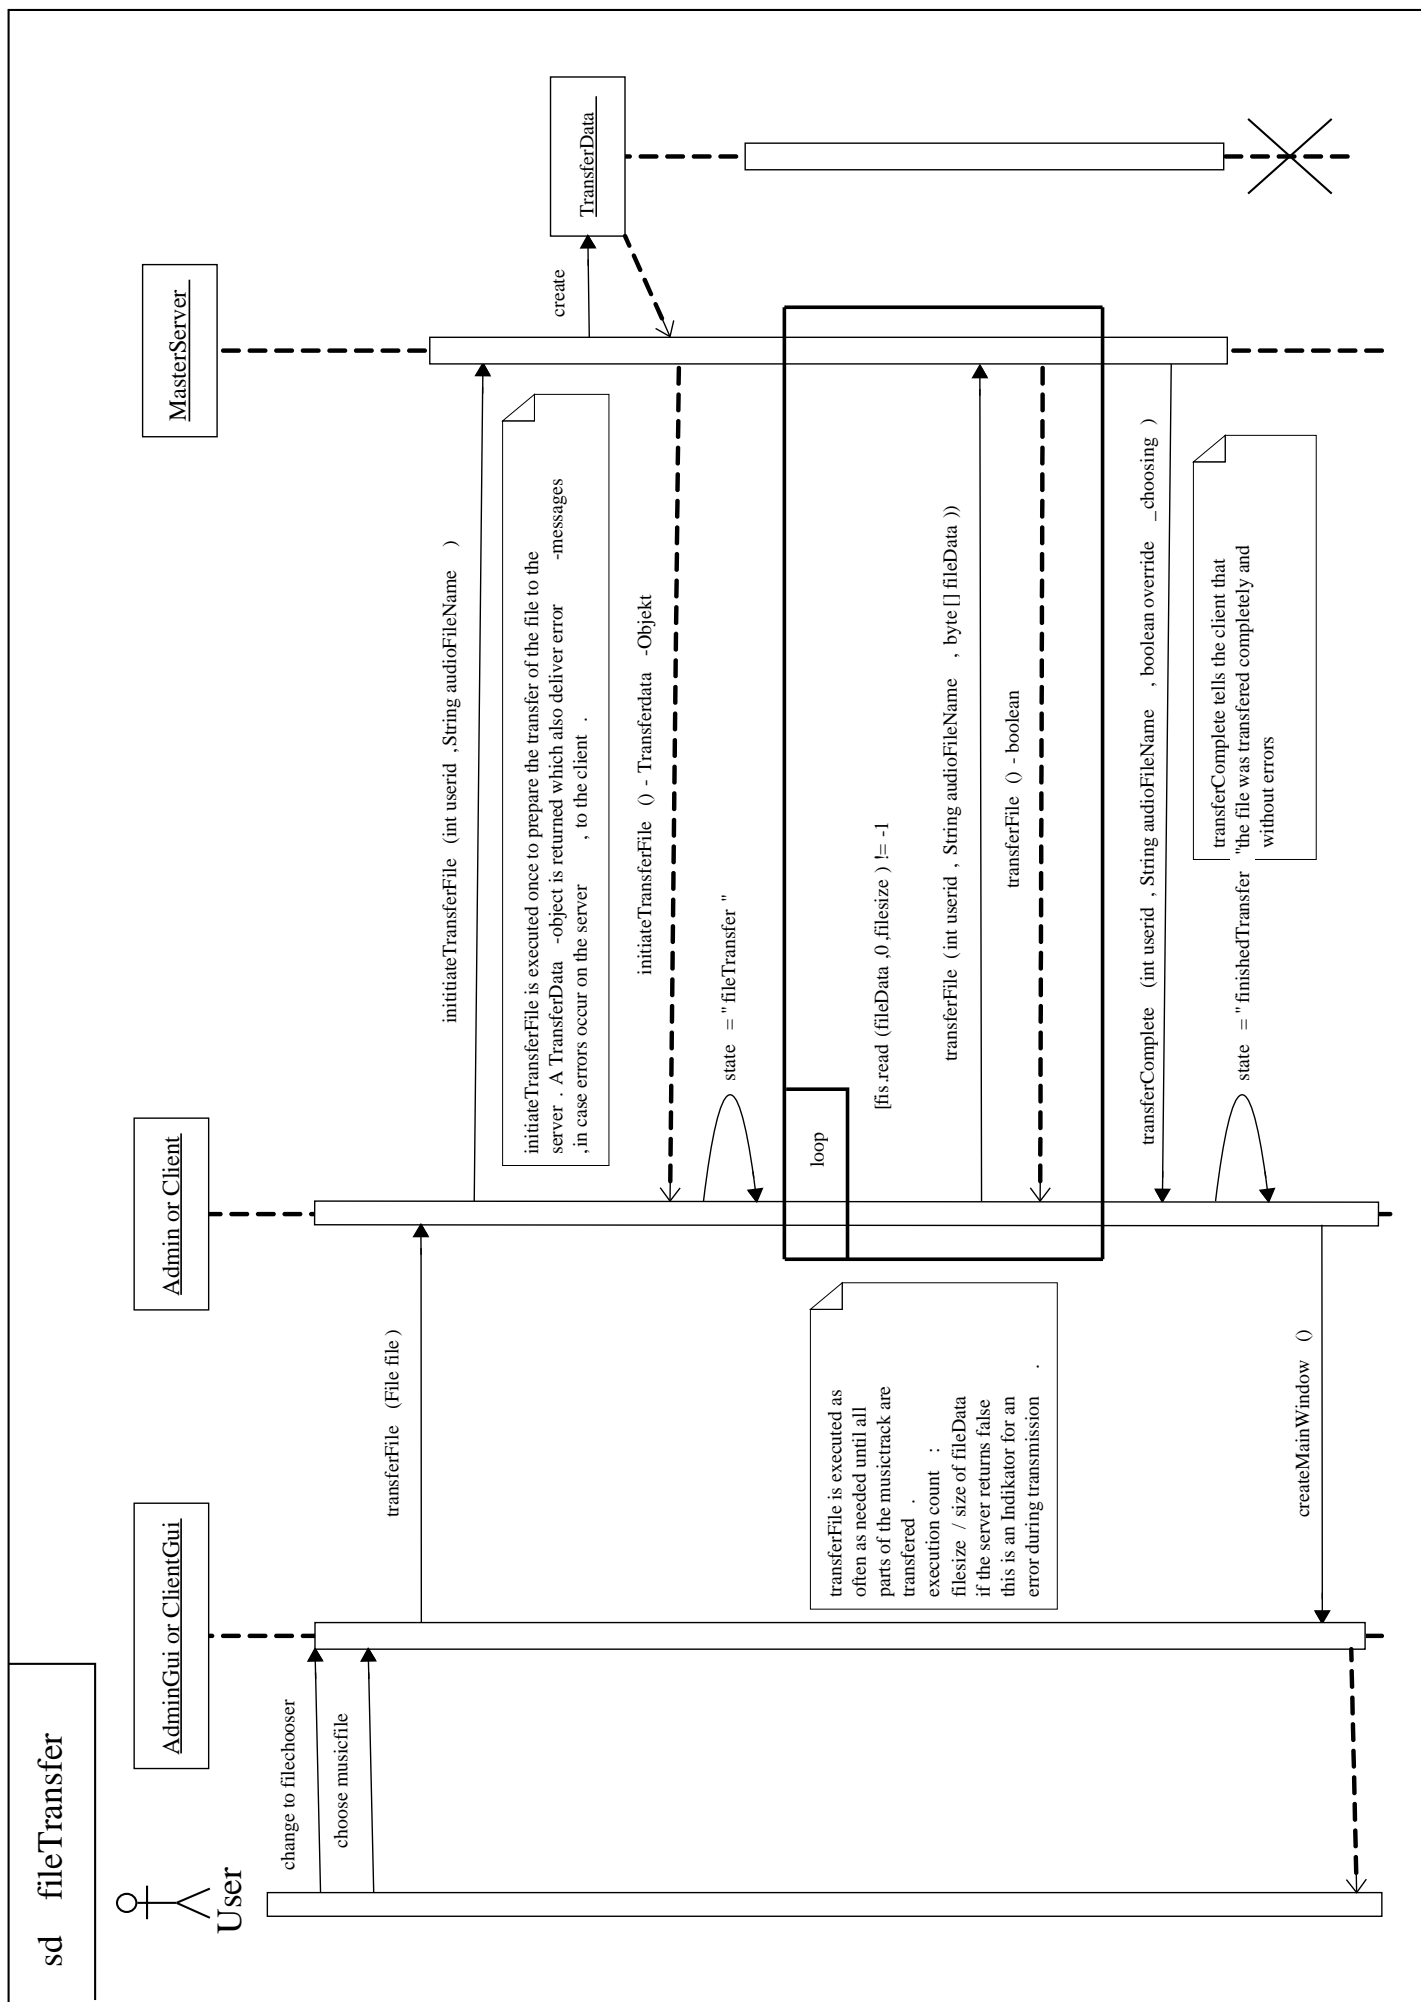 sd fileTransfer
User
AdminGui or ClientGui
Admin or Client
MasterServer
TransferData
change to filechooser
choose musicfile
transferFile (File file )
inititiateTransferFile (int userid ,String audioFileName )
create
initiateTransferFile is executed once to prepare the transfer of the file to the
server . A TransferData -object is returned which also deliver error -messages
,in case errors occur on the server , to the client .
initiateTransferFile () - Transferdata -Objekt
state = " fileTransfer "
loop
[fis.read (fileData ,0 ,filesize ) != -1
transferFile (int userid , String audioFileName , byte [] fileData ))
transferFile () - boolean
transferFile is executed as
often as needed until all
parts of the musictrack are
transfered .
execution count :
filesize / size of fileData
if the server returns false
this is an Indikator for an
error during transmission .
transferComplete (int userid , String audioFileName , boolean override _choosing )
transferComplete tells the client that
the file was transfered completely and
without errors
state = " finishedTransfer "
createMainWindow ()